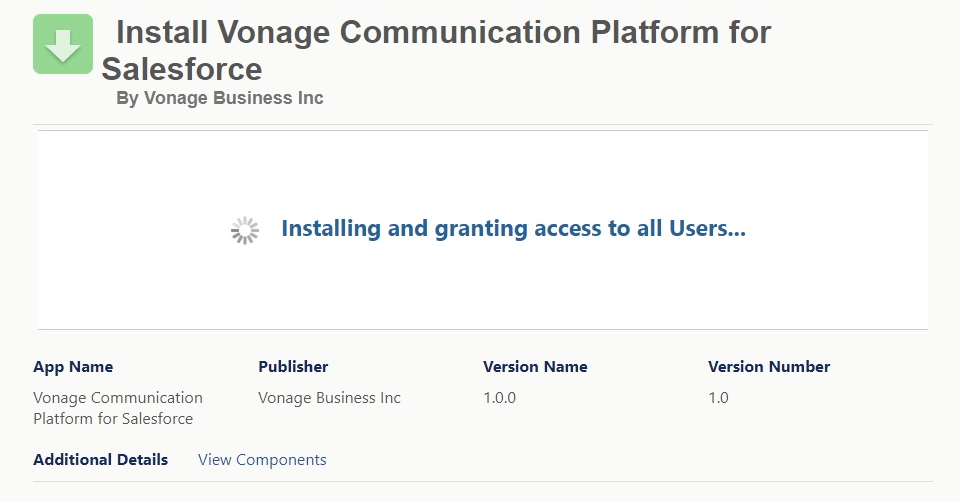 Install Vonage Communication Platform for
Salesforce
By Vonage Business Inc
Installing and granting access to all Users...
App Name
Publisher
Version Name
Version Number
Vonage Communication
Platform for Salesforce
Vonage Business Inc
1.0.0
1.0
Additional Details
View Components